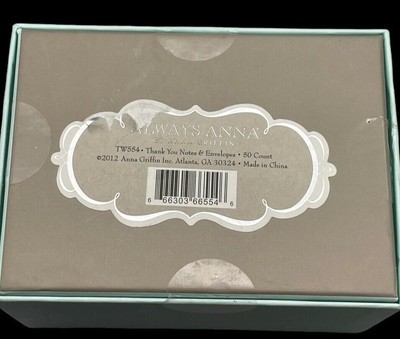 ALWAYS ANNA
ANNA GRIFFIN
TW554 • Thank You Notes & Envelopes • 50 Count
©2012 Anna Griffin Inc. Atlanta, GA 30324 • Made in China
6 66303 66554 6